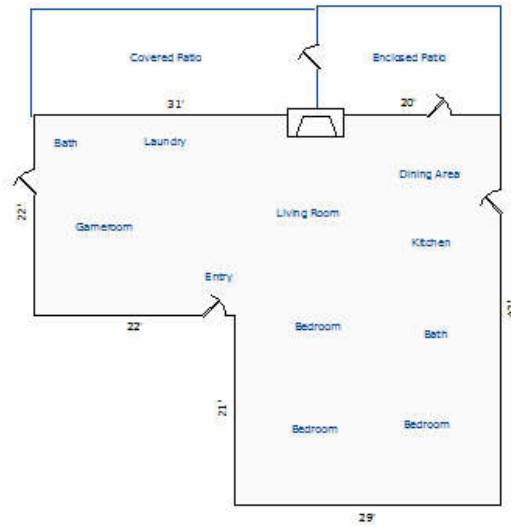 Covered Patio
Enclosed Patio
31'
20'
Bath
Laundry
Dining Area
22'
Gameroom
Living Room
Kitchen
Entry
22'
Bedroom
Bath
21'
Bedroom
Bedroom
29'